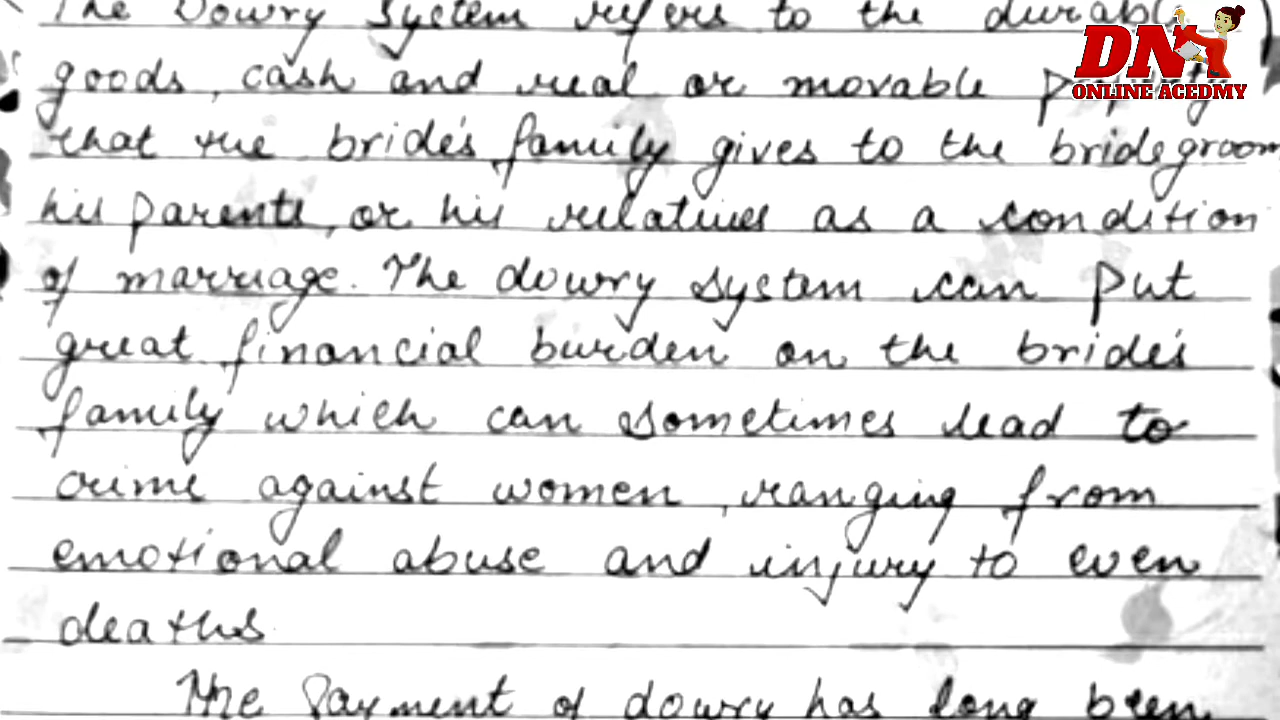 The Dowry System refers to the durable
goods, cash and real or movable property
that the bride's family gives to the bridegroom
his parents, or his relatives as a condition
of marriage. The dowry system can put
great financial burden on the bride's
family which can sometimes lead to
crime against women, ranging from
emotional abuse and injury to even
deaths
The Payment of dowry has long been
DNA
ONLINE ACEDMY